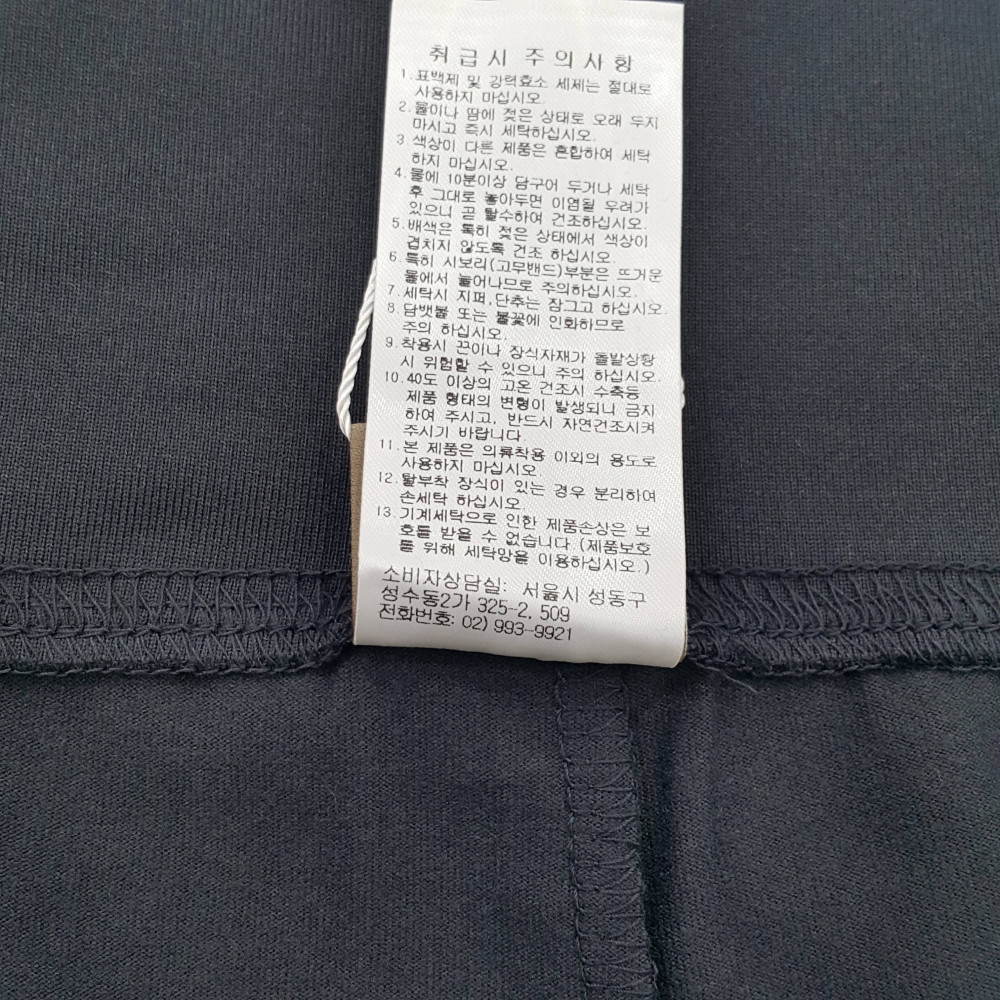 취급시 주의사항
1.표백제 및 강력효소 세제는 절대로
사용하지 마십시오.
2.물이나 땀에 젖은 상태로 오래 두지
마시고 즉시 세탁하십시오.
3.색상이 다른 제품은 혼합하여 세탁
하지 마십시오.
4.물에 10분이상 담구어 두거나 세탁
후 그대로 놓아두면 이염될 우려가
있으니 곧 탈수하여 건조하십시오.
5.배색은 특히 젖은 상태에서 색상이
겹치지 않도록 건조 하십시오.
6.특히 시보리(고무밴드)부분은 뜨거운
물에서 늘어나므로 주의하십시오.
7.세탁시 지퍼,단추는 잠그고 하십시오.
8.담뱃불 또는 불꽃에 인화하므로
주의 하십시오.
9.착용시 끈이나 장식자재가 돌발상황
시 위험할 수 있으니 주의 하십시오.
10.40도 이상의 고온 건조시 수축등
제품 형태의 변형이 발생되니 금지
하여 주시고, 반드시 자연건조시켜
주시기 바랍니다
11.본 제품은 의류착용 이외의 용도로
사용하지 마십시오.
12.탈부착 장식이 있는 경우 분리하여
손세탁 하십시오.
13.기계세탁으로 인한 제품손상은 보
호를 받을 수 없습니다.(제품보호
를 위해 세탁망을 이용하십시오.)
소비자상담실: 서울시 성동구
성수동2가 325-2, 509
전화번호: 02) 993-9921